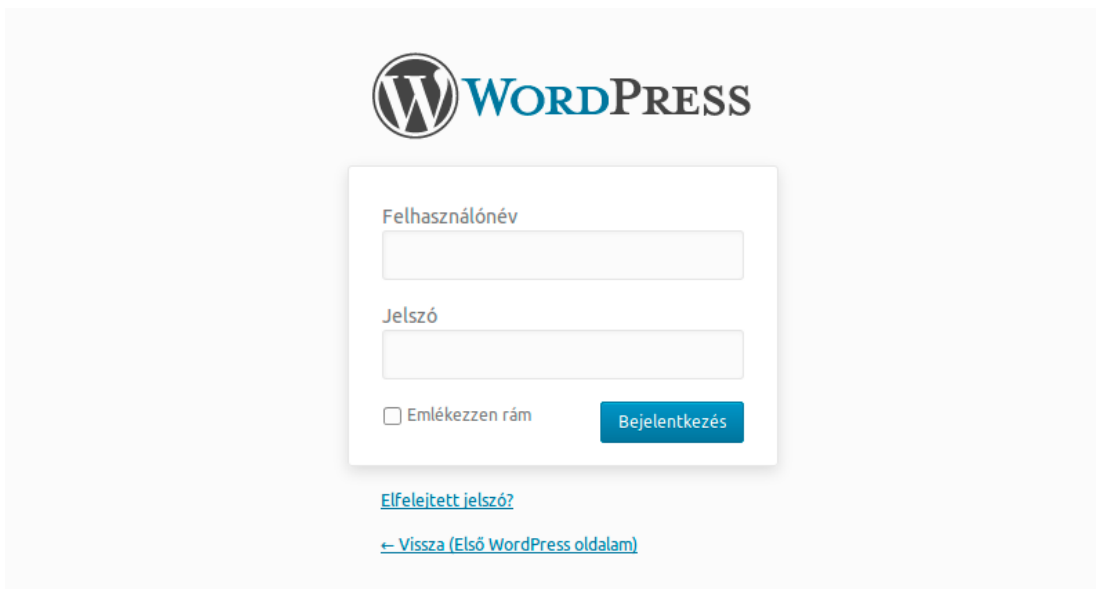 WORDPRESS
Felhasználónév
Jelszó
Emlékezzen rám
Bejelentkezés
Elfelejtett jelszó?
← Vissza (Első WordPress oldalam)